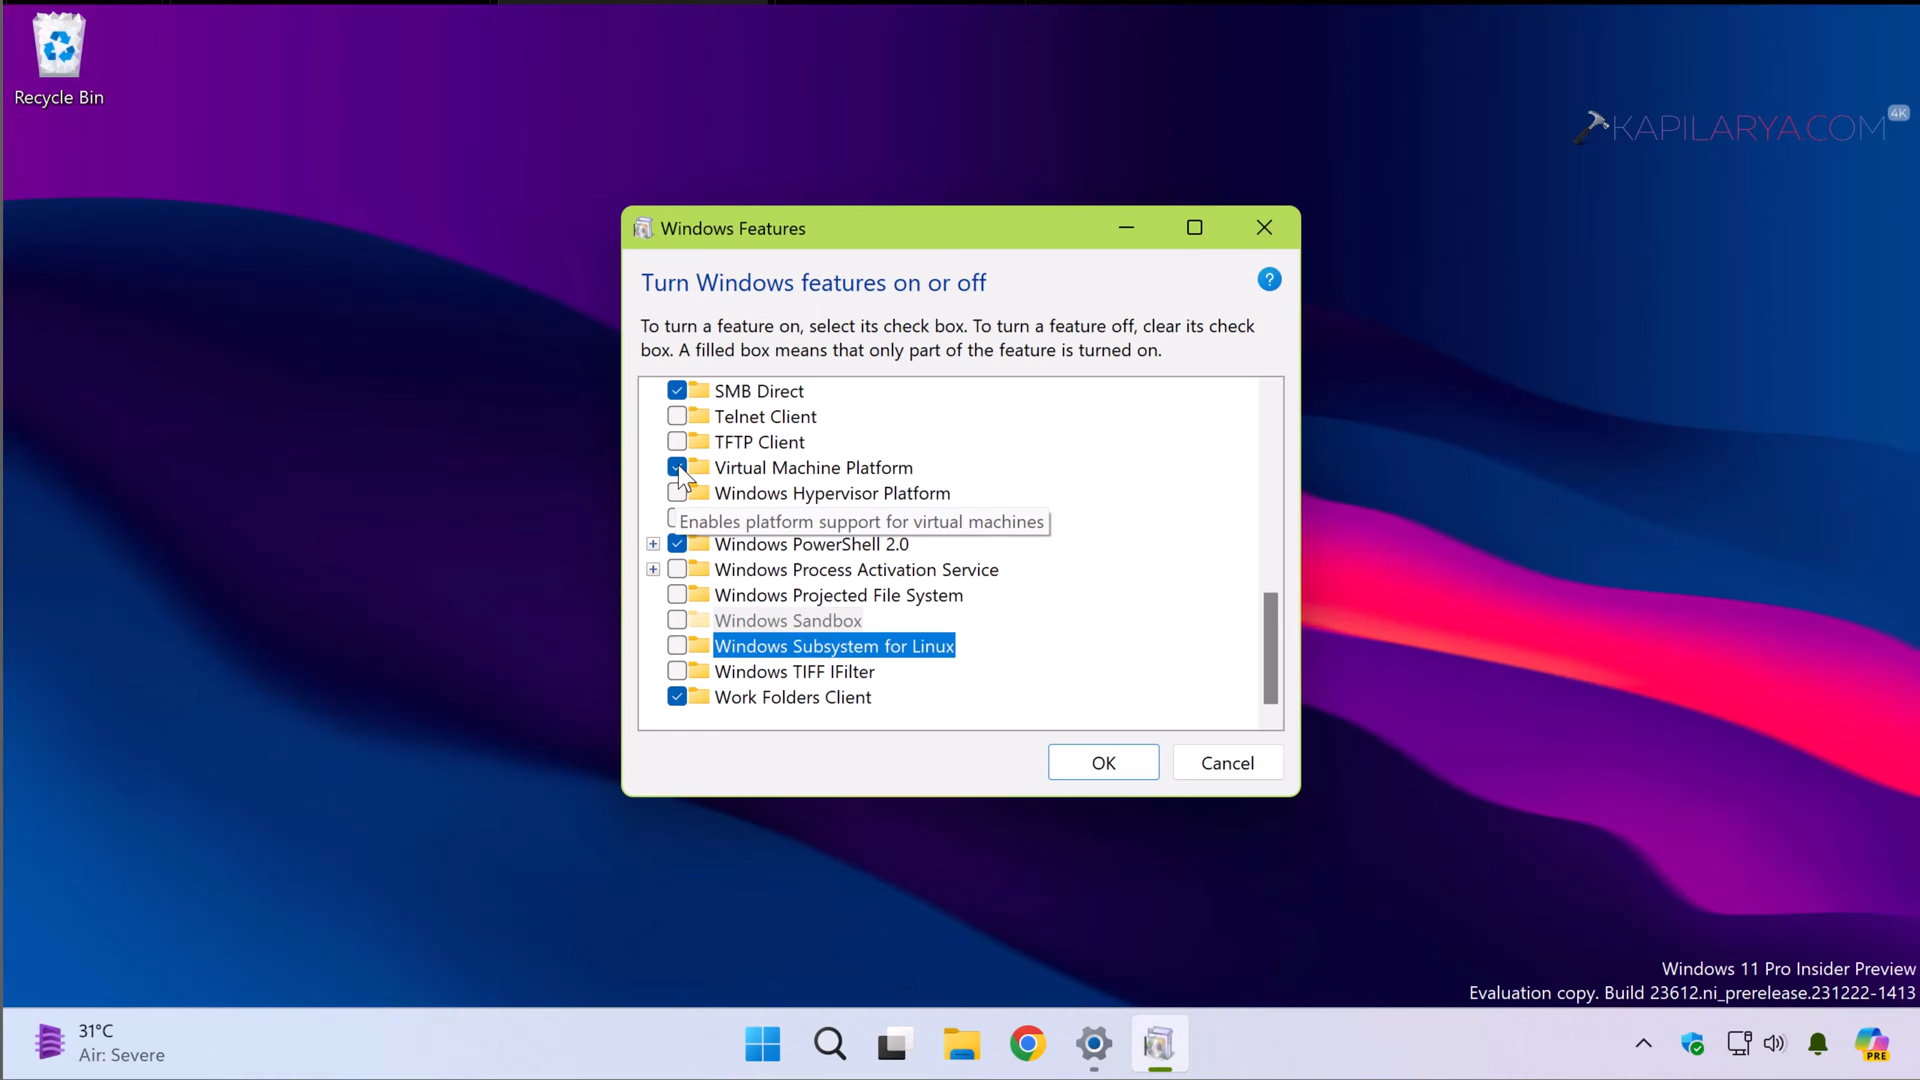 Recycle Bin
KAPILARYA.COM
4K
Windows Features
Turn Windows features on or off
?
To turn a feature on, select its check box. To turn a feature off, clear its check
box. A filled box means that only part of the feature is turned on.
SMB Direct
Telnet Client
TFTP Client
Virtual Machine Platform
Windows Hypervisor Platform
Enables platform support for virtual machines
Windows PowerShell 2.0
Windows Process Activation Service
Windows Projected File System
Windows Sandbox
Windows Subsystem for Linux
Windows TIFF IFilter
Work Folders Client
OK
Cancel
Windows 11 Pro Insider Preview
Evaluation copy. Build 23612.ni_prerelease.231222-1413
31°C
Air: Severe
PRE